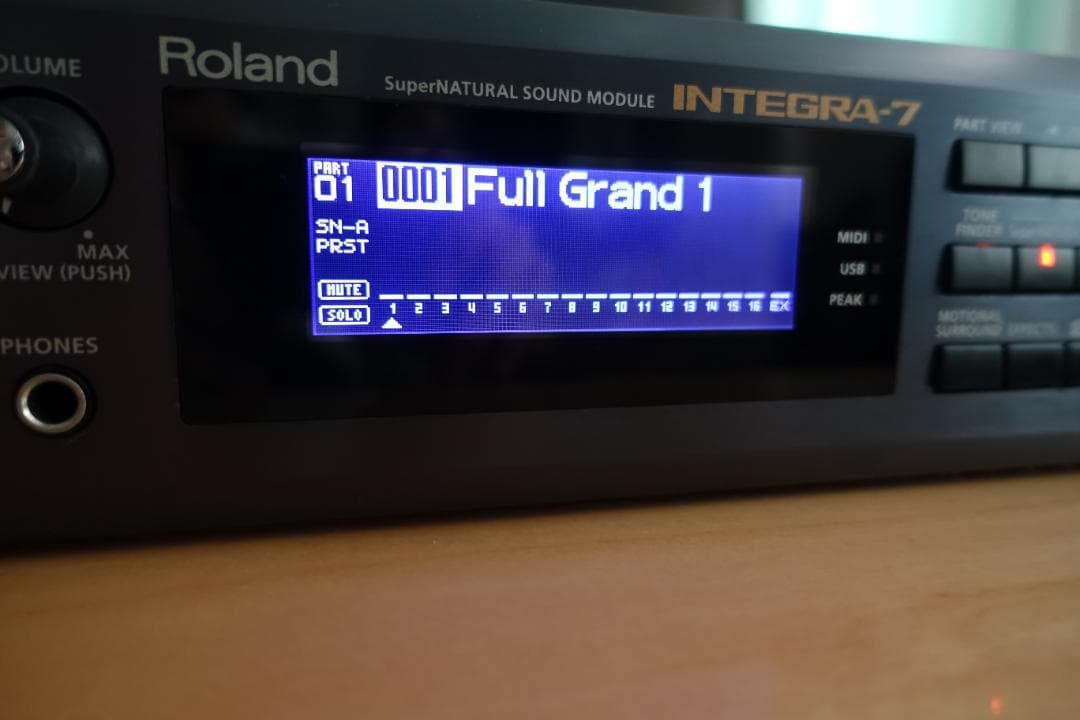 OLUME
Roland
SuperNATURAL SOUND MODULE
INTEGRA-7
MAX
VIEW (PUSH)
PHONES
PART
01
0001 Full Grand 1
SN-A
PRST
MUTE
SOLO
1 2 3 4 5 6 7 8 9 10 11 12 13 14 15 16 EX
MIDI
USB
PEAK
PART VIEW
TONE
FINDER
MOTIONAL
SURROUND EFFECTS